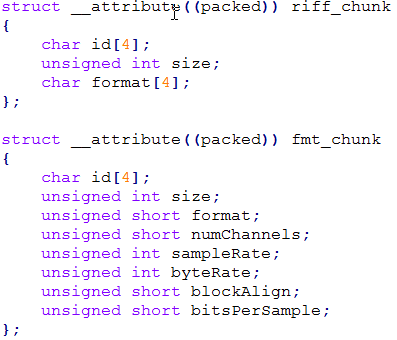 struct __attribute((packed)) riff_chunk
{
    char id[4];
    unsigned int size;
    char format[4];
};

struct __attribute((packed)) fmt_chunk
{
    char id[4];
    unsigned int size;
    unsigned short format;
    unsigned short numChannels;
    unsigned int sampleRate;
    unsigned int byteRate;
    unsigned short blockAlign;
    unsigned short bitsPerSample;
};